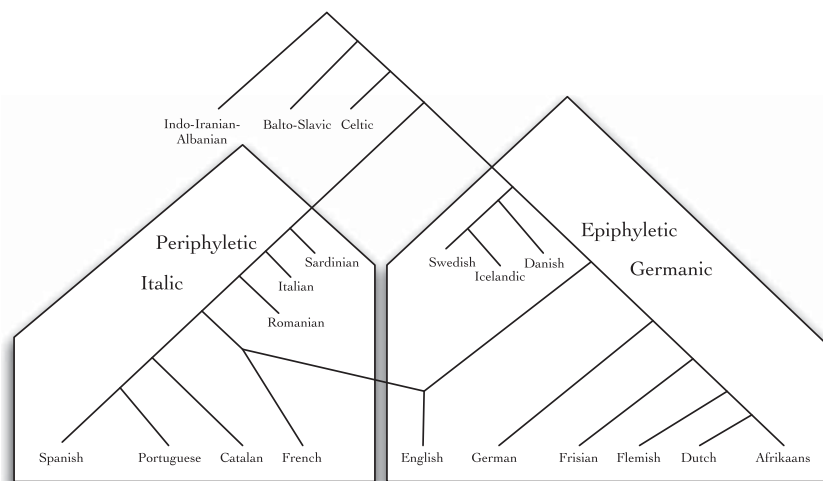 Indo-Iranian-
Albanian
Balto-Slavic
Celtic
Periphyletic
Italic
Sardinian
Italian
Romanian
Epiphyletic
Germanic
Swedish
Icelandic
Danish
Spanish
Portuguese
Catalan
French
English
German
Frisian
Flemish
Dutch
Afrikaans